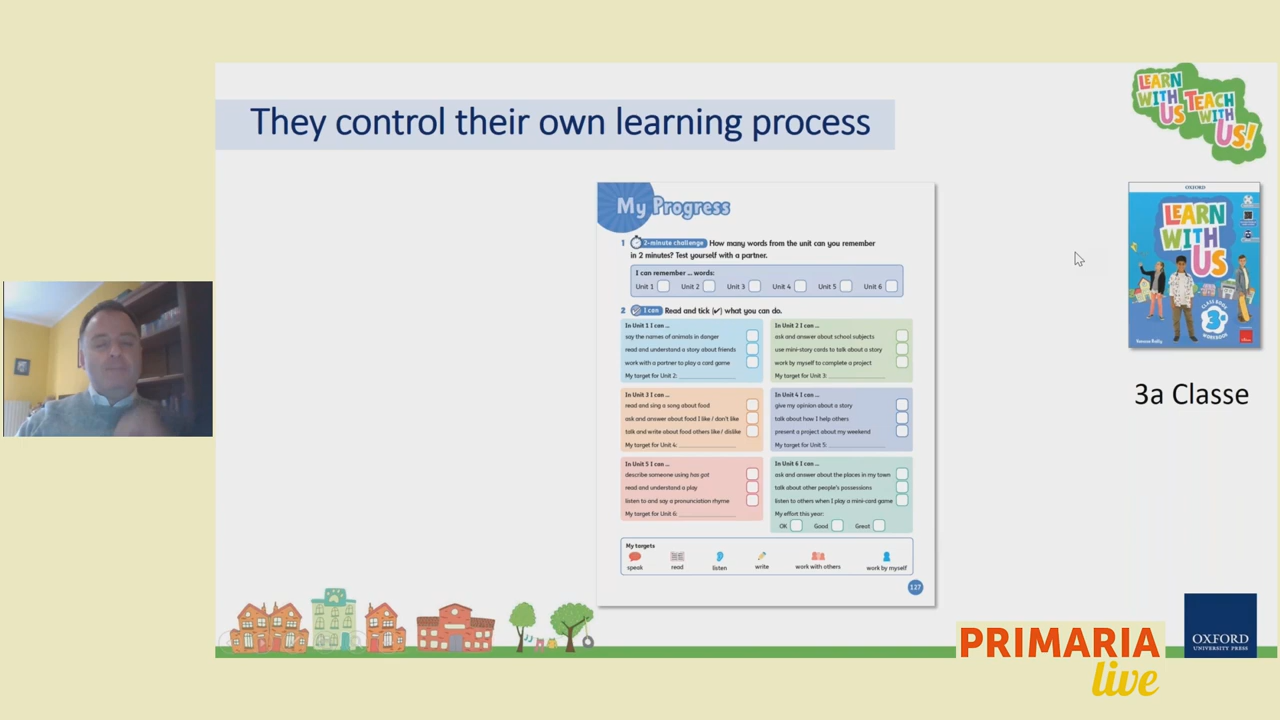 They control their own learning process
LEARN
WITH
US
TEACH
WITH
US!
My Progress
1 2-minute challenge How many words from the unit can you remember
in 2 minutes? Test yourself with a partner.
I can remember ... words:
Unit 1 Unit 2 Unit 3 Unit 4 Unit 5 Unit 6
2 I can Read and tick (✓) what you can do.
In Unit 1 I can ...
say the names of animals in danger
read and understand a story about friends
work with a partner to play a card game
My target for Unit 2:
In Unit 2 I can ...
ask and answer about school subjects
use mini-story cards to talk about a story
work by myself to complete a project
My target for Unit 3:
In Unit 3 I can ...
read and sing a song about food
ask and answer about food I like / don't like
talk and write about food others like / dislike
My target for Unit 4:
In Unit 4 I can ...
give my opinion about a story
talk about how I help others
present a project about my weekend
My target for Unit 5:
In Unit 5 I can ...
describe someone using has got
read and understand a play
listen to and say a pronunciation rhyme
My target for Unit 6:
In Unit 6 I can ...
ask and answer about the places in my town
talk about other people's possessions
listen to others when I play a mini-card game
My effort this year:
OK Good Great
My targets
speak read listen write work with others work by myself
137
OXFORD
LEARN
WITH
US
CLASS BOOK
3
WORKBOOK
3a Classe
PRIMARIA
live
OXFORD
UNIVERSITY PRESS